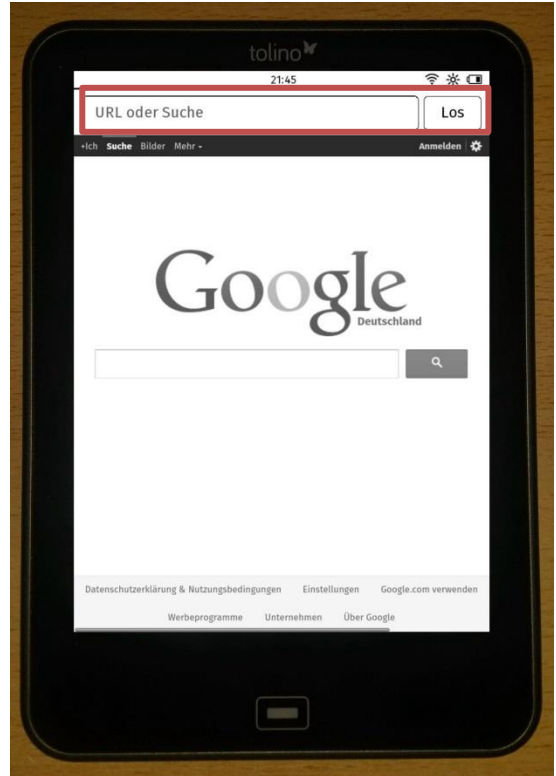 tolino
21:45
URL oder Suche Los
+Ich Suche Bilder Mehr Anmelden
Google
Deutschland
Datenschutzerklärung & Nutzungsbedingungen Einstellungen Google.com verwenden
Werbeprogramme Unternehmen Über Google